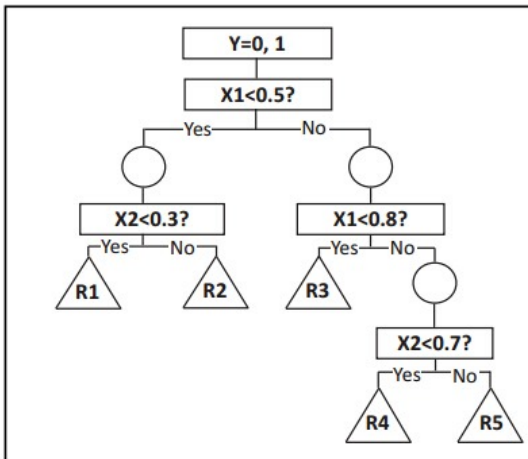 Y=0, 1
X1<0.5?
Yes No
X2<0.3? X1<0.8?
Yes No Yes No
R1 R2 R3
X2<0.7?
Yes No
R4 R5